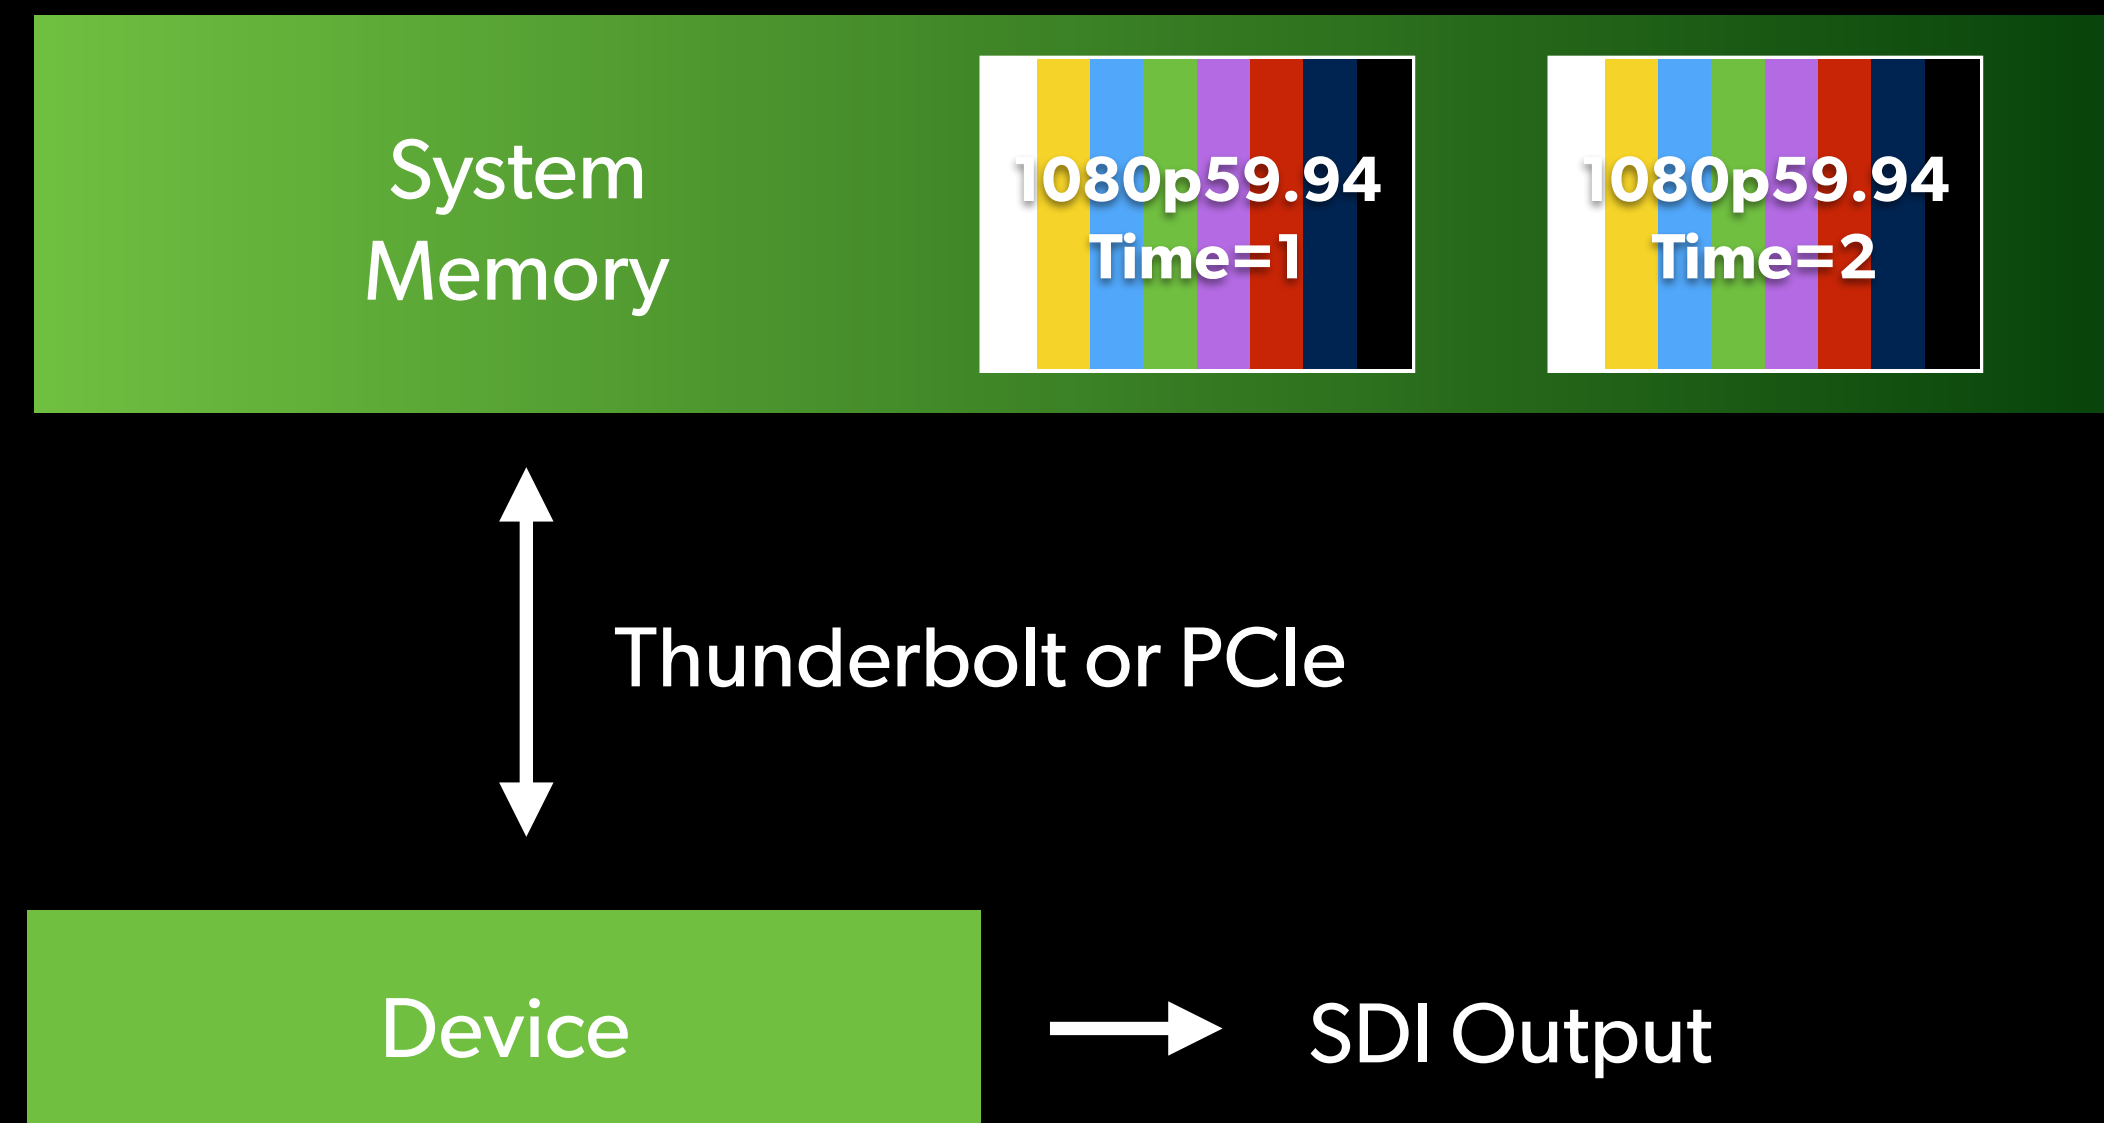 System
Memory
1080p59.94
Time=1
1080p59.94
Time=2
Thunderbolt or PCIe
Device
SDI Output